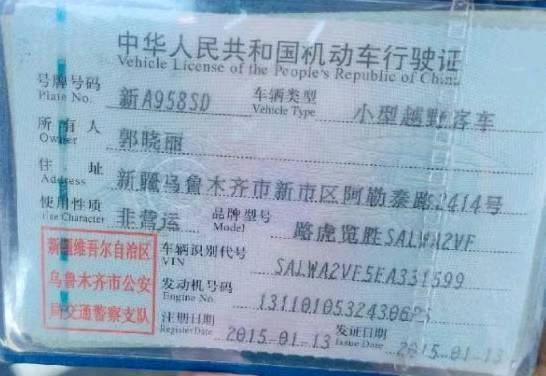 中华人民共和国机动车行驶证
Vehicle License of the People's Republic of China
号牌号码 新A958SD 车辆类型 小型越野客车
Plate No. Vehicle Type
所有人 郭晓丽
Owner
住址 新疆乌鲁木齐市新市区阿勒泰路2414号
Address
使用性质 非营运 品牌型号 路虎览胜SALWA2VF
Use Character Model
新疆维吾尔自治区
乌鲁木齐市公安
局交通警察支队
车辆识别代号 SALWA2VF5EA331599
VIN
发动机号码
Engine No.
注册日期 2015-01-13 发证日期 2015-01-13
Register Date Issue Date